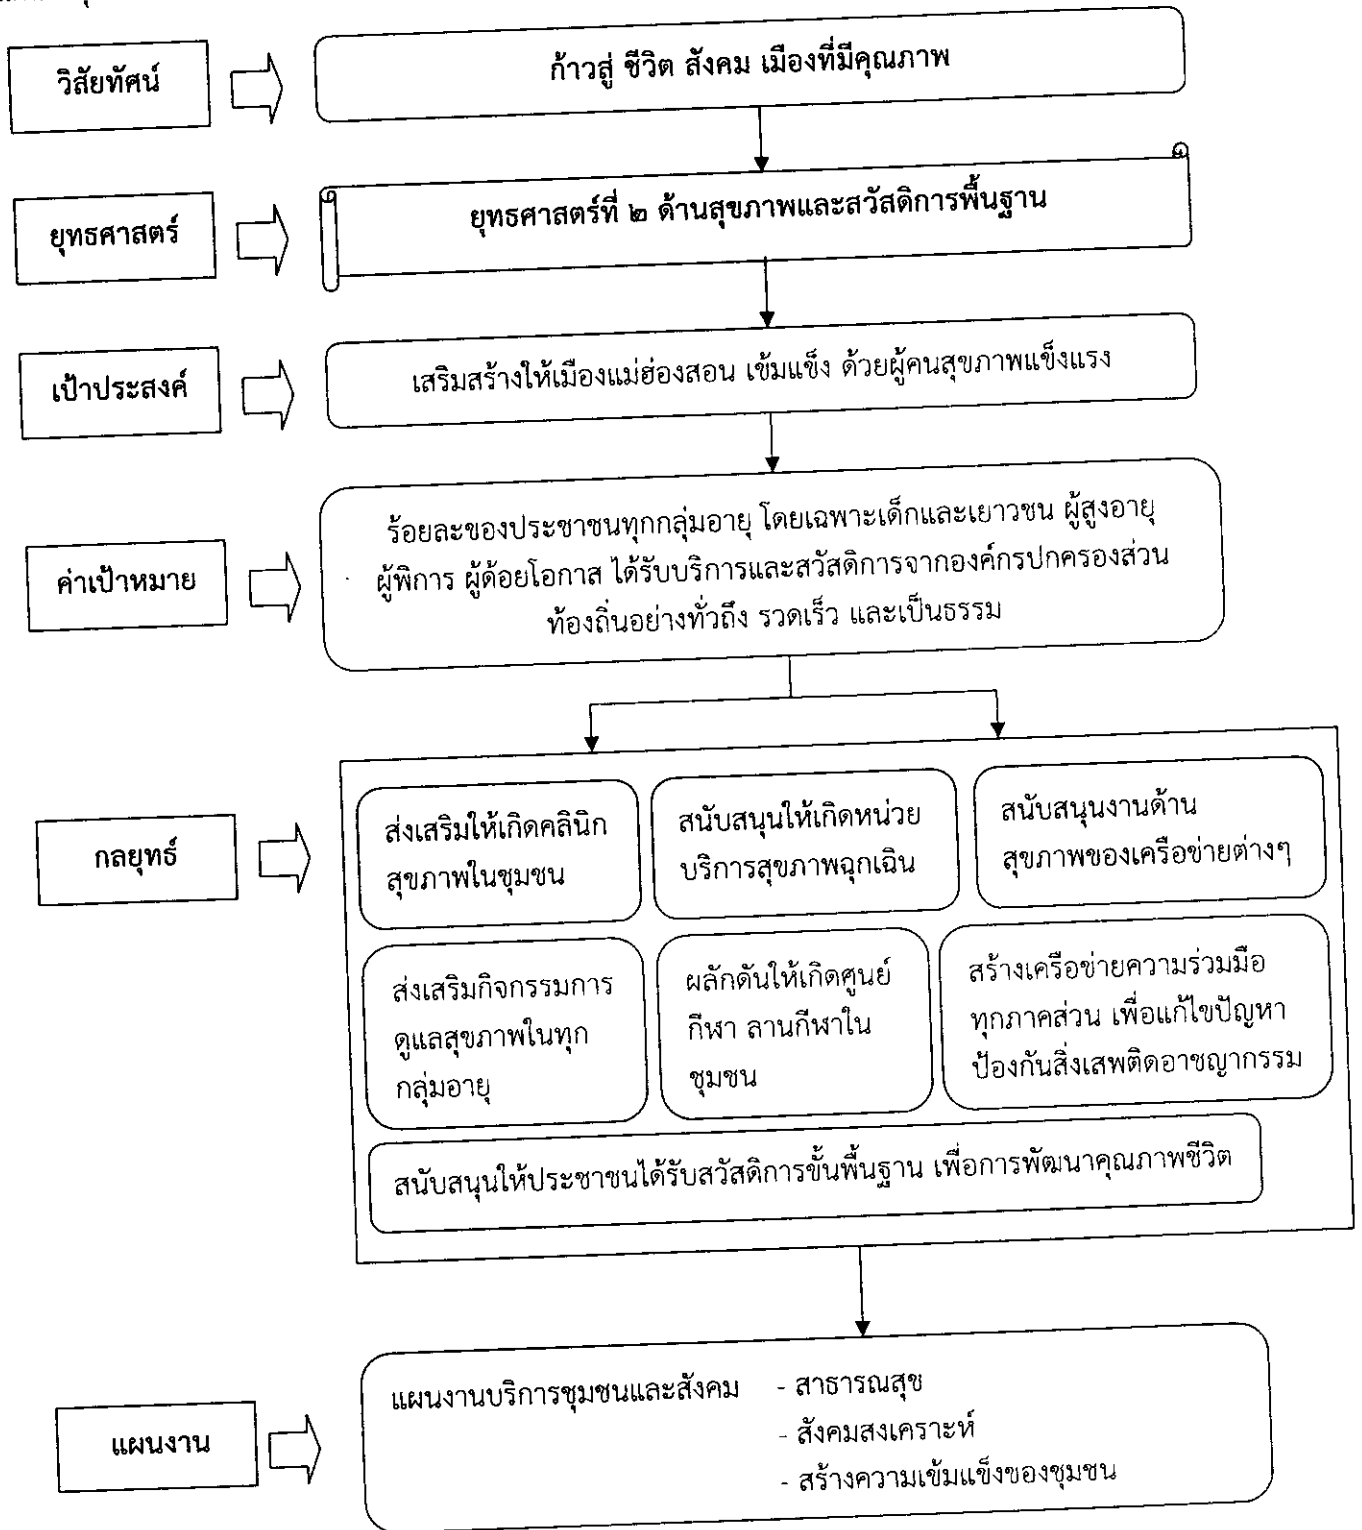 วิสัยทัศน์
ก้าวสู่ ชีวิต สังคม เมืองที่มีคุณภาพ
ยุทธศาสตร์
ยุทธศาสตร์ที่ ๒ ด้านสุขภาพและสวัสดิการพื้นฐาน
เป้าประสงค์
เสริมสร้างให้เมืองแม่ฮ่องสอน เข้มแข็ง ด้วยผู้คนสุขภาพแข็งแรง
ค่าเป้าหมาย
ร้อยละของประชาชนทุกกลุ่มอายุ โดยเฉพาะเด็กและเยาวชน ผู้สูงอายุ
ผู้พิการ ผู้ด้อยโอกาส ได้รับบริการและสวัสดิการจากองค์กรปกครองส่วน
ท้องถิ่นอย่างทั่วถึง รวดเร็ว และเป็นธรรม
กลยุทธ์
ส่งเสริมให้เกิดคลินิก
สุขภาพในชุมชน
สนับสนุนให้เกิดหน่วย
บริการสุขภาพฉุกเฉิน
สนับสนุนงานด้าน
สุขภาพของเครือข่ายต่างๆ
ส่งเสริมกิจกรรมการ
ดูแลสุขภาพในทุก
กลุ่มอายุ
ผลักดันให้เกิดศูนย์
กีฬา ลานกีฬาใน
ชุมชน
สร้างเครือข่ายความร่วมมือ
ทุกภาคส่วน เพื่อแก้ไขปัญหา
ป้องกันสิ่งเสพติดอาชญากรรม
สนับสนุนให้ประชาชนได้รับสวัสดิการขั้นพื้นฐาน เพื่อการพัฒนาคุณภาพชีวิต
แผนงาน
แผนงานบริการชุมชนและสังคม - สาธารณสุข
- สังคมสงเคราะห์
- สร้างความเข้มแข็งของชุมชน